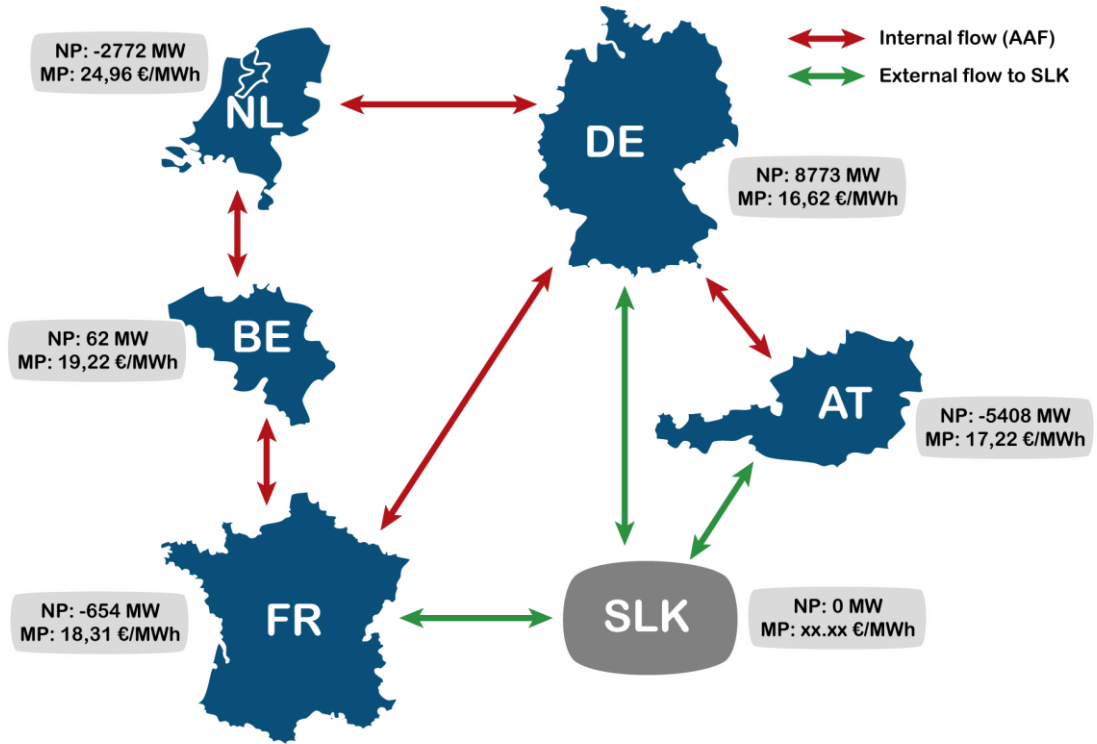 NP: -2772 MW
MP: 24,96 €/MWh
NL
DE
Internal flow (AAF)
External flow to SLK
NP: 8773 MW
MP: 16,62 €/MWh
NP: 62 MW
MP: 19,22 €/MWh
BE
AT
NP: -5408 MW
MP: 17,22 €/MWh
NP: -654 MW
MP: 18,31 €/MWh
FR
SLK
NP: 0 MW
MP: xx.xx €/MWh